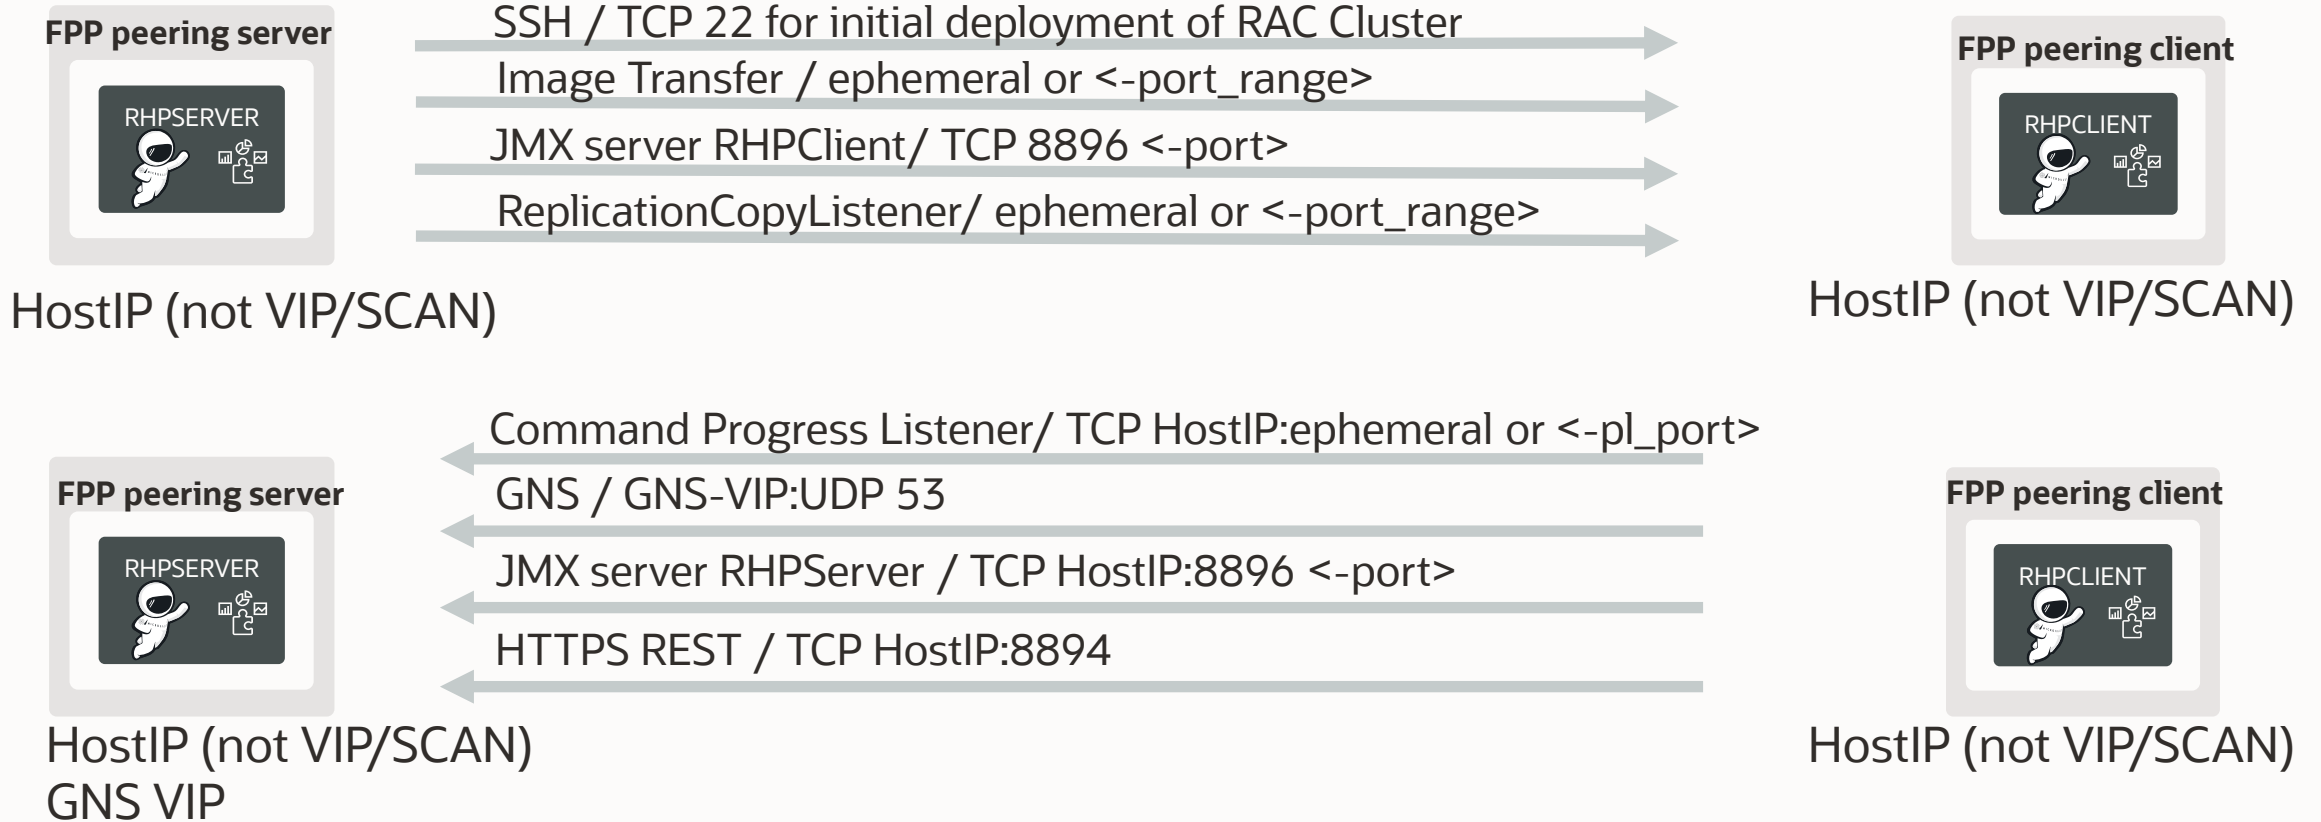 FPP peering server
RHPSERVER
SSH / TCP 22 for initial deployment of RAC Cluster
Image Transfer / ephemeral or <-port_range>
JMX server RHPClient/ TCP 8896 <-port>
ReplicationCopyListener/ ephemeral or <-port_range>
FPP peering client
RHPCLIENT
HostIP (not VIP/SCAN)
HostIP (not VIP/SCAN)
FPP peering server
RHPSERVER
Command Progress Listener/ TCP HostIP:ephemeral or <-pl_port>
GNS / GNS-VIP:UDP 53
JMX server RHPServer / TCP HostIP:8896 <-port>
HTTPS REST / TCP HostIP:8894
FPP peering client
RHPCLIENT
HostIP (not VIP/SCAN)
GNS VIP
HostIP (not VIP/SCAN)